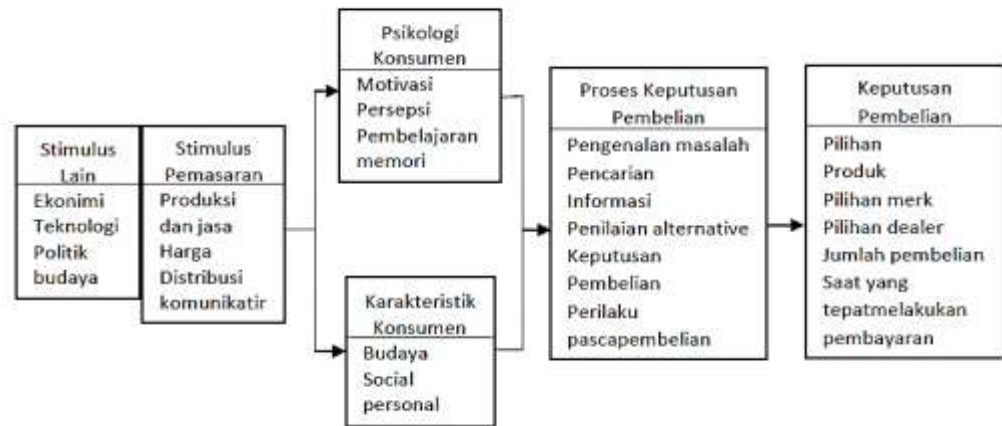 Stimulus
Lain
Ekonimi
Teknologi
Politik
budaya
Stimulus
Pemasaran
Produksi
dan jasa
Harga
Distribusi
komunikatir
Psikologi
Konsumen
Motivasi
Persepsi
Pembelajaran
memori
Karakteristik
Konsumen
Budaya
Social
personal
Proses Keputusan
Pembelian
Pengenalan masalah
Pencarian
Informasi
Penilaian alternative
Keputusan
Pembelian
Perilaku
pascapembelian
Keputusan
Pembelian
Pilihan
Produk
Pilihan merk
Pilihan dealer
Jumlah pembelian
Saat yang
tepatmelakukan
pembayaran